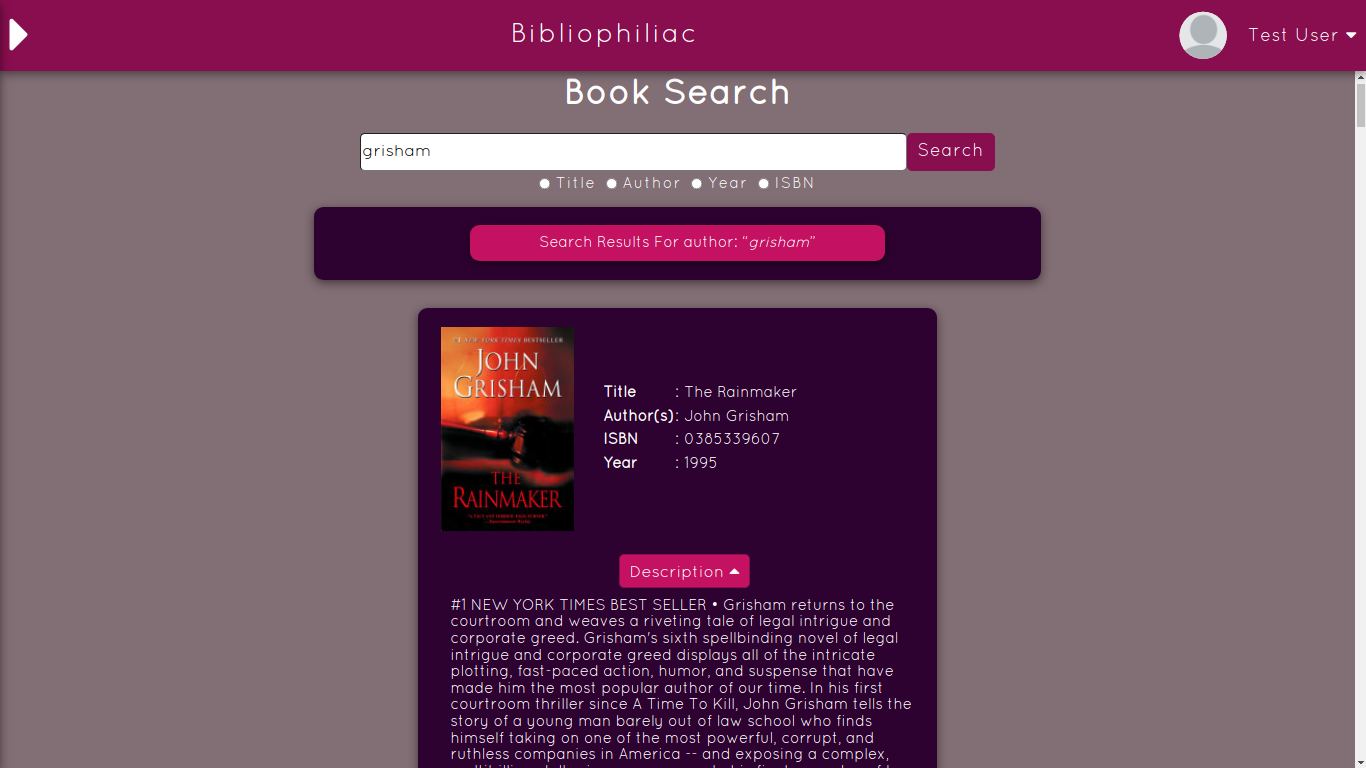 Bibliophiliac
Test User
Book Search
grisham
Search
Title Author Year ISBN
Search Results For author: “grisham”
#1 NEW YORK TIMES BESTSELLER
JOHN
GRISHAM
THE
RAINMAKER
Title : The Rainmaker
Author(s): John Grisham
ISBN : 0385339607
Year : 1995
Description
#1 NEW YORK TIMES BEST SELLER • Grisham returns to the
courtroom and weaves a riveting tale of legal intrigue and
corporate greed. Grisham's sixth spellbinding novel of legal
intrigue and corporate greed displays all of the intricate
plotting, fast-paced action, humor, and suspense that have
made him the most popular author of our time. In his first
courtroom thriller since A Time To Kill, John Grisham tells the
story of a young man barely out of law school who finds
himself taking on one of the most powerful, corrupt, and
ruthless companies in America -- and exposing a complex,